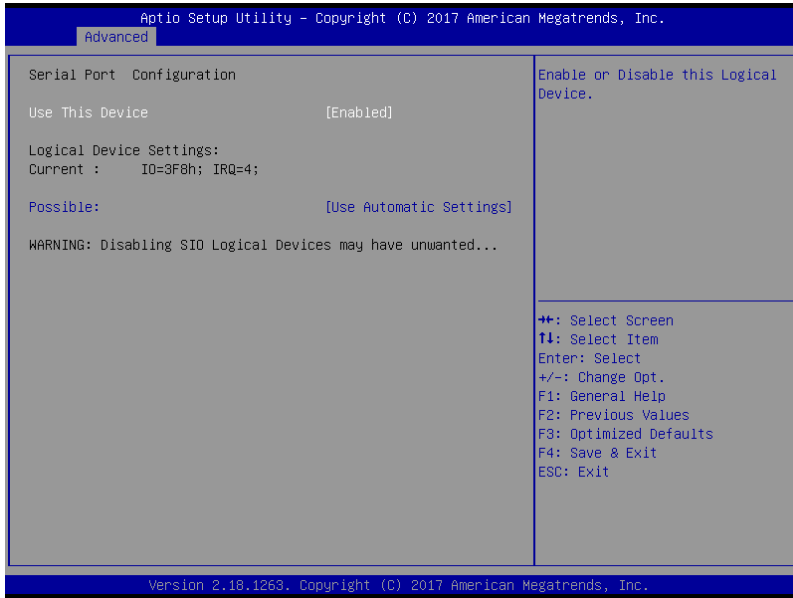 Aptio Setup Utility – Copyright (C) 2017 American Megatrends, Inc.
Advanced
Serial Port Configuration
Use This Device [Enabled]
Logical Device Settings:
Current : IO=3F8h; IRQ=4;
Possible: [Use Automatic Settings]
WARNING: Disabling SIO Logical Devices may have unwanted...
Enable or Disable this Logical
Device.
→←: Select Screen
↑↓: Select Item
Enter: Select
+/-: Change Opt.
F1: General Help
F2: Previous Values
F3: Optimized Defaults
F4: Save & Exit
ESC: Exit
Version 2.18.1263. Copyright (C) 2017 American Megatrends, Inc.